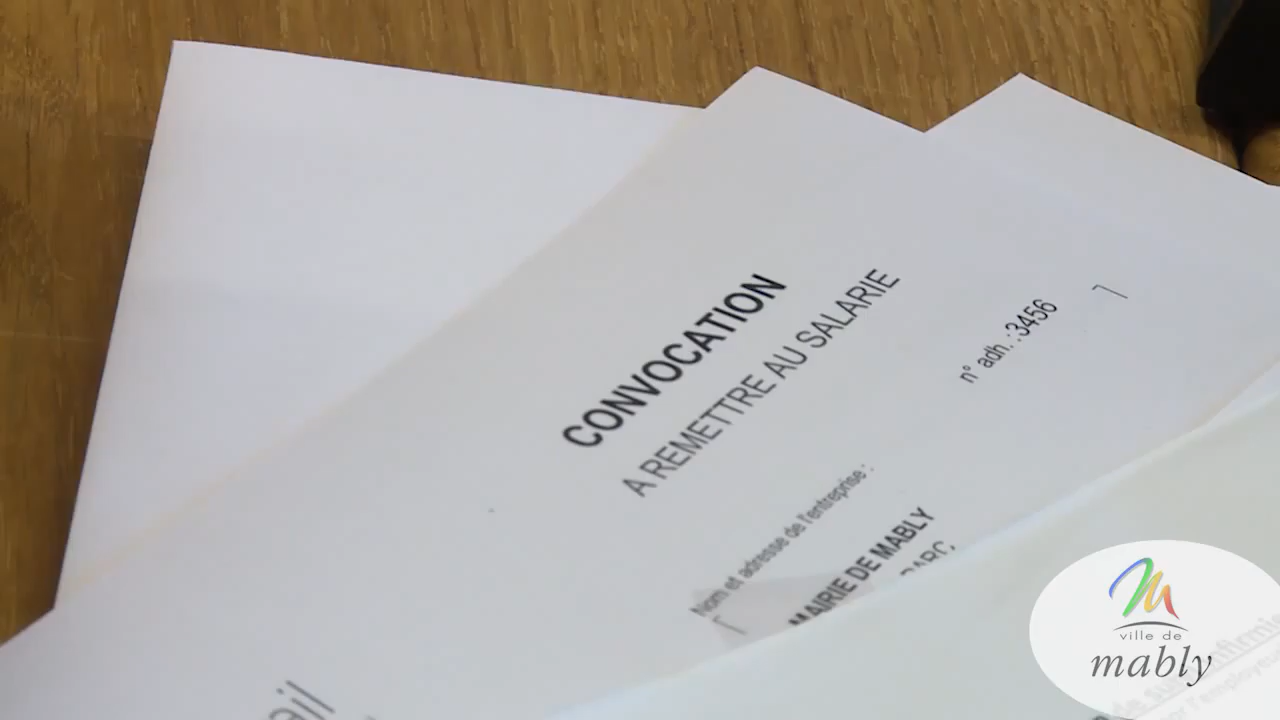 CONVOCATION
A REMETTRE AU SALARIE
n° adh. :3456
Nom et adresse de l'entreprise :
MAIRIE DE MABLY
ville de
mably